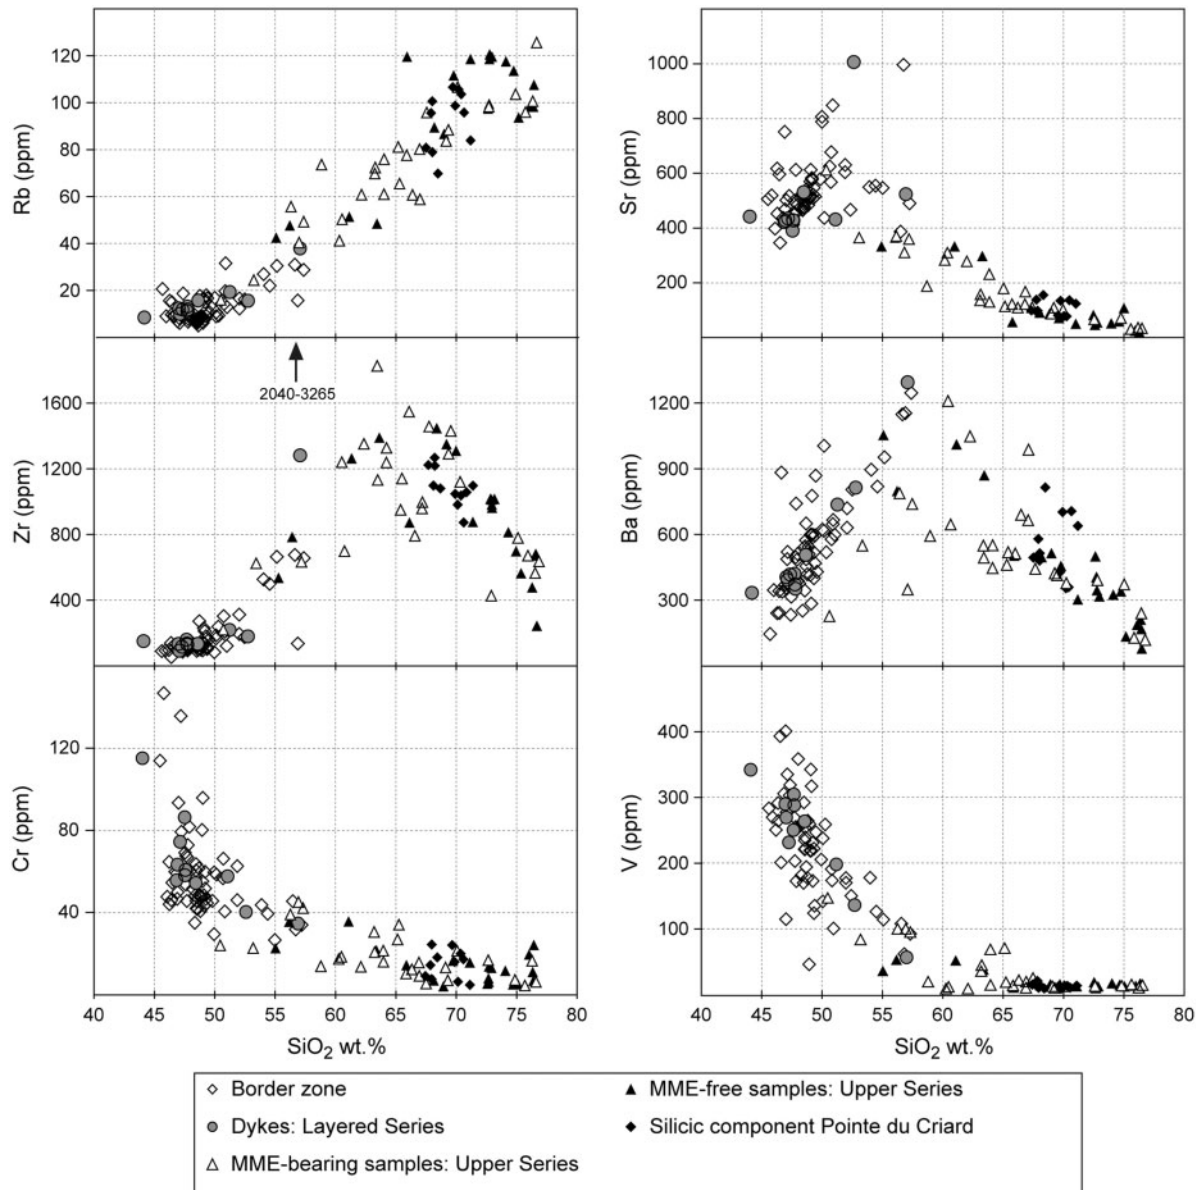 Rb (ppm)
120
100
80
60
40
20
Sr (ppm)
1000
800
600
400
200
Zr (ppm)
1600
1200
800
400
2040-3265
Ba (ppm)
1200
900
600
300
Cr (ppm)
120
80
40
V (ppm)
400
300
200
100
40 45 50 55 60 65 70 75 80
SiO2 wt.%
40 45 50 55 60 65 70 75 80
SiO2 wt.%
Border zone
Dykes: Layered Series
MME-bearing samples: Upper Series
MME-free samples: Upper Series
Silicic component Pointe du Criard